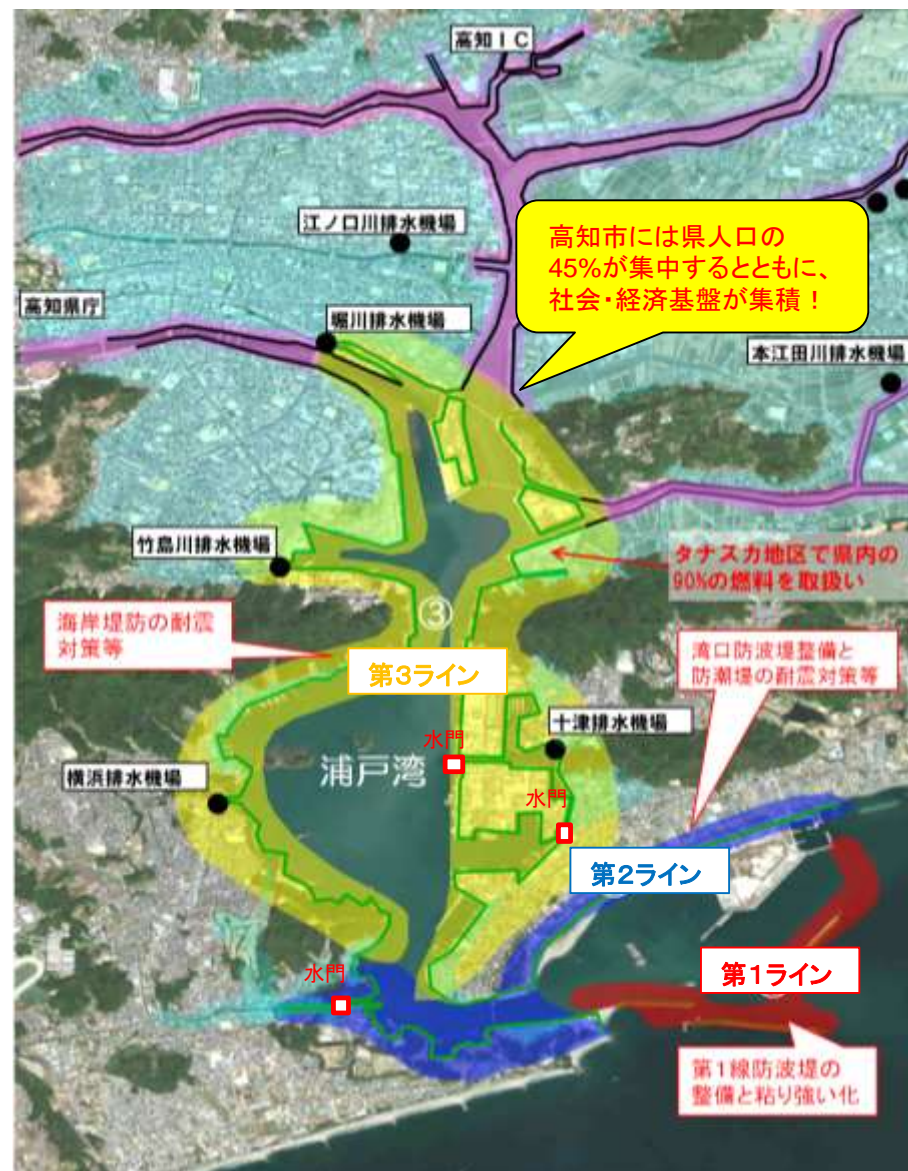 高知IC
江ノ口川排水機場
高知市には県人口の
45%が集中するとともに、
社会・経済基盤が集積！
高知県庁
堀川排水機場
本江田川排水機場
竹島川排水機場
タナスカ地区で県内の
90%の燃料を取扱い
③
海岸堤防の耐震
対策等
第3ライン
湾口防波堤整備と
防潮堤の耐震対策等
十津排水機場
水門
浦戸湾
横浜排水機場
水門
第2ライン
第1ライン
水門
第1線防波堤の
整備と粘り強い化